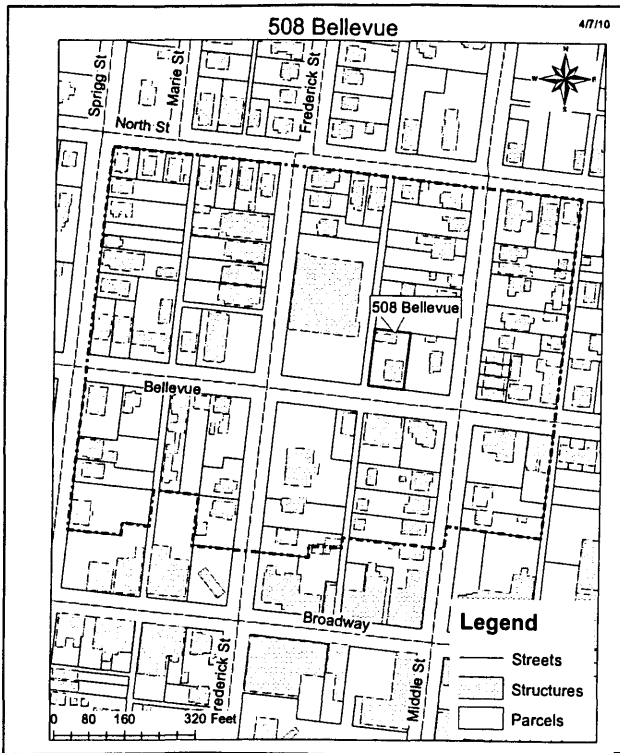 508 Bellevue
4/7/10
Sprigg St
Marie St
Frederick St
North St
N
W
E
S
508 Bellevue
Bellevue
Broadway
Frederick St
Middle St
Legend
Streets
Structures
Parcels
0 80 160 320 Feet